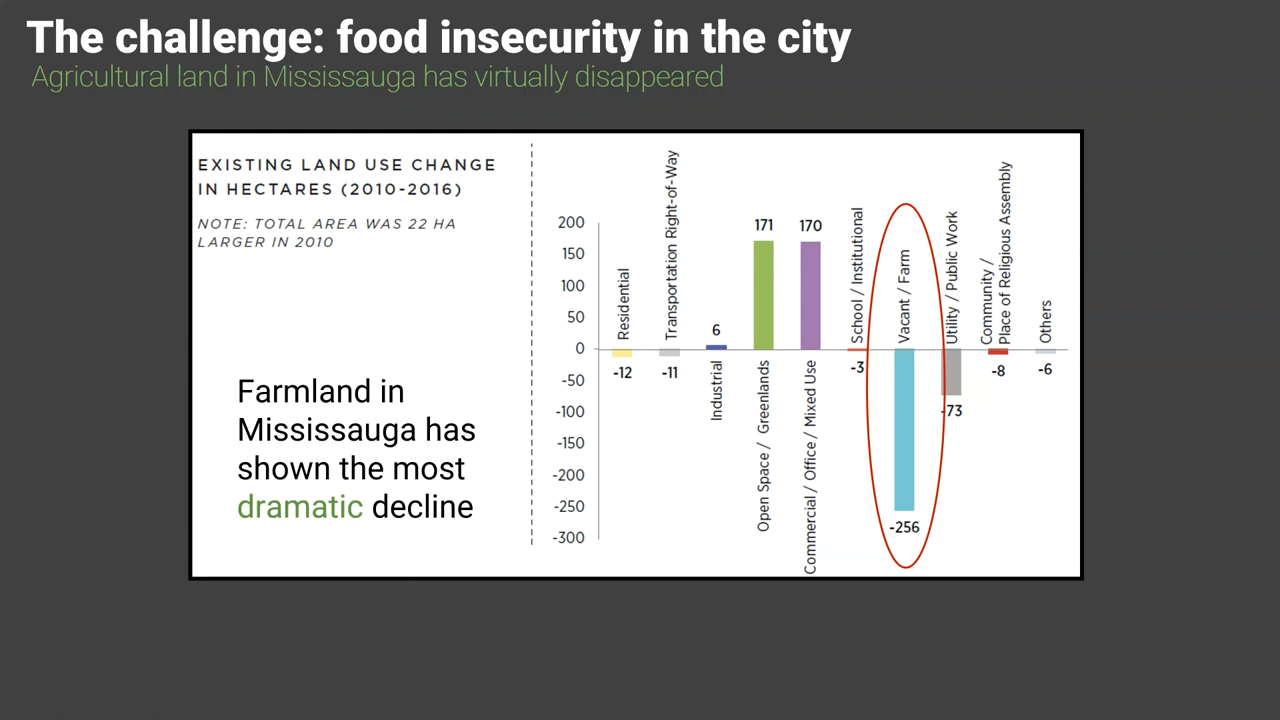 The challenge: food insecurity in the city
Agricultural land in Mississauga has virtually disappeared
EXISTING LAND USE CHANGE
IN HECTARES (2010-2016)
NOTE: TOTAL AREA WAS 22 HA
LARGER IN 2010
Farmland in
Mississauga has
shown the most
dramatic decline
200
150
100
50
0
-50
-100
-150
-200
-250
-300
Residential
-12
Transportation Right-of-Way
-11
6
Industrial
171
Open Space / Greenlands
170
Commercial / Office / Mixed Use
School / Institutional
-3
Vacant / Farm
-256
Utility / Public Work
-73
Community /
Place of Religious Assembly
-8
Others
-6